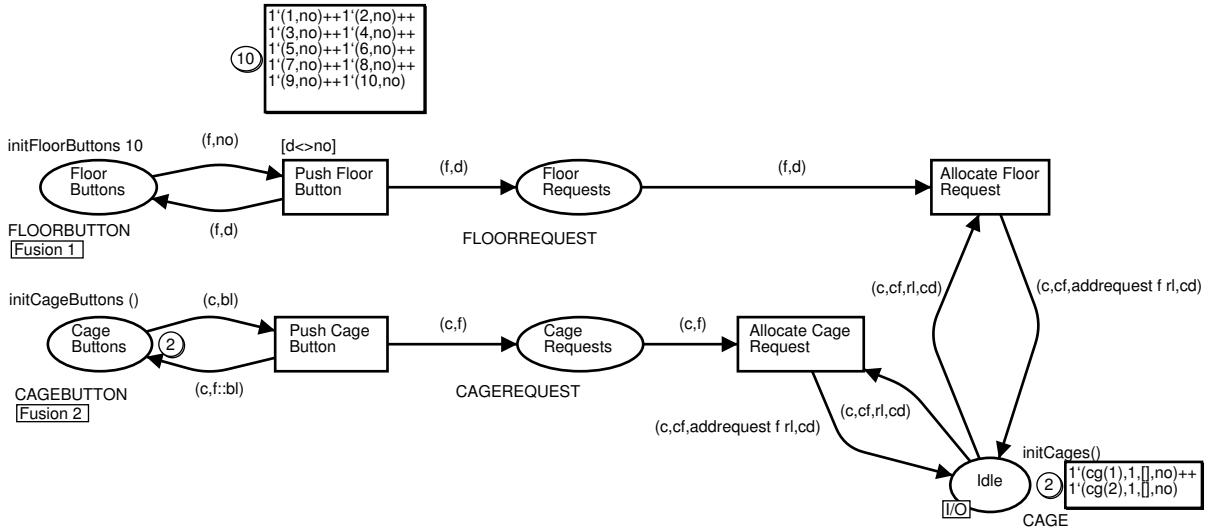 1`(1,no)++1`(2,no)++
1`(3,no)++1`(4,no)++
1`(5,no)++1`(6,no)++
1`(7,no)++1`(8,no)++
1`(9,no)++1`(10,no)
10
initFloorButtons 10
(f,no)
[d<>no]
Floor
Buttons
Push Floor
Button
(f,d)
Floor
Requests
(f,d)
Allocate Floor
Request
(f,d)
FLOORBUTTON
Fusion 1
FLOORREQUEST
(c,cf,rl,cd)
(c,cf,addrequest f rl,cd)
initCageButtons ()
(c,bl)
Cage
Buttons
2
Push Cage
Button
(c,f)
Cage
Requests
(c,f)
Allocate Cage
Request
(c,f::bl)
CAGEBUTTON
Fusion 2
CAGEREQUEST
(c,cf,rl,cd)
(c,cf,addrequest f rl,cd)
initCages()
Idle
2
1`(cg(1),1,[],no)++
1`(cg(2),1,[],no)
I/O
CAGE